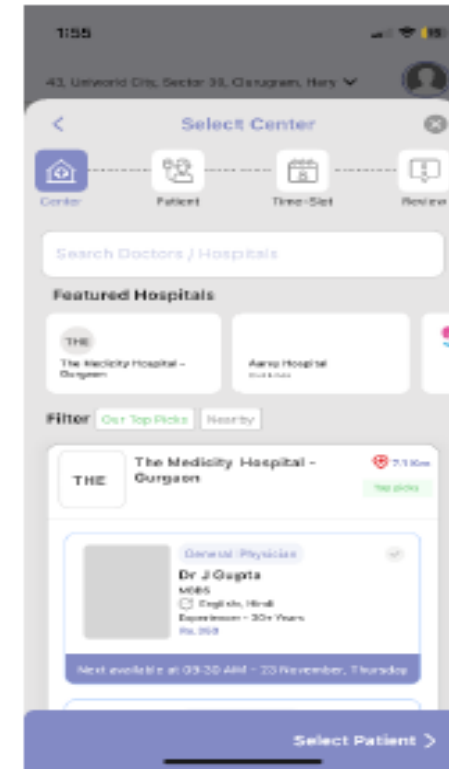 1:55
43, Uniworld City, Sector 30, Gurugram, Hary
Select Center
Center
Patient
8
Time-Slot
Review
Search Doctors / Hospitals
Featured Hospitals
THE
The Medicity Hospital -
Gurgaon
Aarvy Hospital
Filter
Our Top Picks
Nearby
THE
The Medicity Hospital -
Gurgaon
7.1 Km
Top picks
General Physician
Dr J Gupta
MBBS
English, Hindi
Experience - 30+ Years
Next available at 09:30 AM - 23 November, Thursday
Select Patient